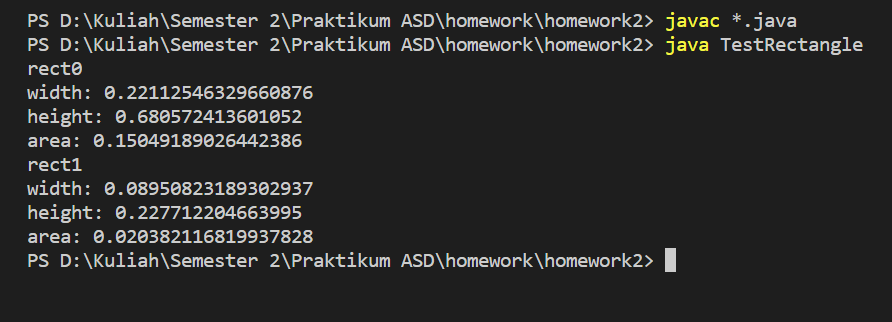 PS D:\Kuliah\Semester 2\Praktikum ASD\homework\homework2> javac *.java
PS D:\Kuliah\Semester 2\Praktikum ASD\homework\homework2> java TestRectangle
rect0
width: 0.22112546329660876
height: 0.680572413601052
area: 0.15049189026442386
rect1
width: 0.08950823189302937
height: 0.227712204663995
area: 0.020382116819937828
PS D:\Kuliah\Semester 2\Praktikum ASD\homework\homework2>